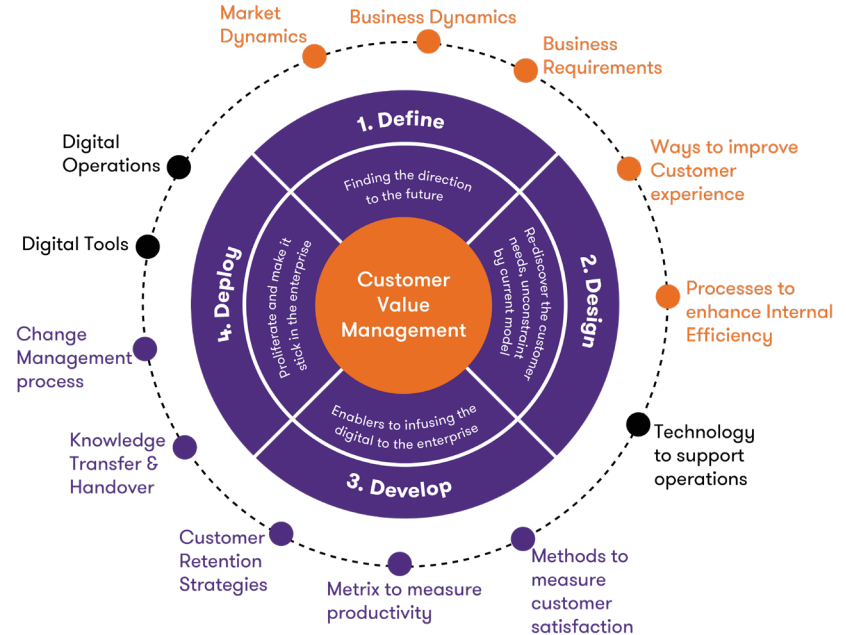 Market
Dynamics
Business Dynamics
Business
Requirements
Ways to improve
Customer
experience
Processes to
enhance Internal
Efficiency
Technology
to support
operations
Methods to
measure
customer
satisfaction
Metrix to measure
productivity
Customer
Retention
Strategies
Knowledge
Transfer &
Handover
Change
Management
process
Digital Tools
Digital
Operations
1. Define
Finding the direction
to the future
2. Design
Re-discover the customer
needs, unconstraint
by current model
3. Develop
Enablers to infusing the
digital to the enterprise
4. Deploy
Proliferate and make it
stick in the enterprise
Customer
Value
Management